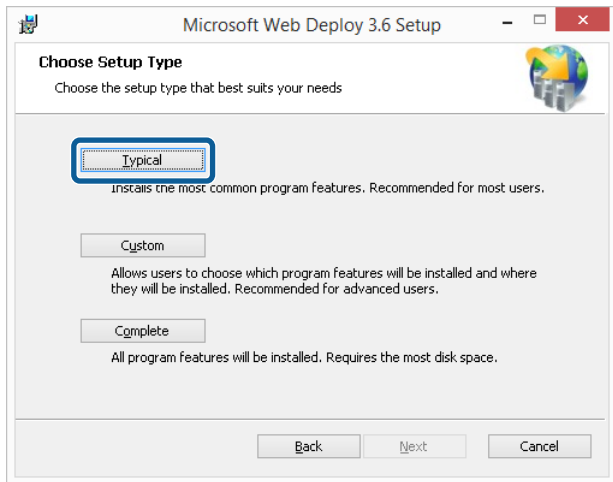 Microsoft Web Deploy 3.6 Setup
Choose Setup Type
Choose the setup type that best suits your needs
Typical
Installs the most common program features. Recommended for most users.
Custom
Allows users to choose which program features will be installed and where
they will be installed. Recommended for advanced users.
Complete
All program features will be installed. Requires the most disk space.
Back Next Cancel